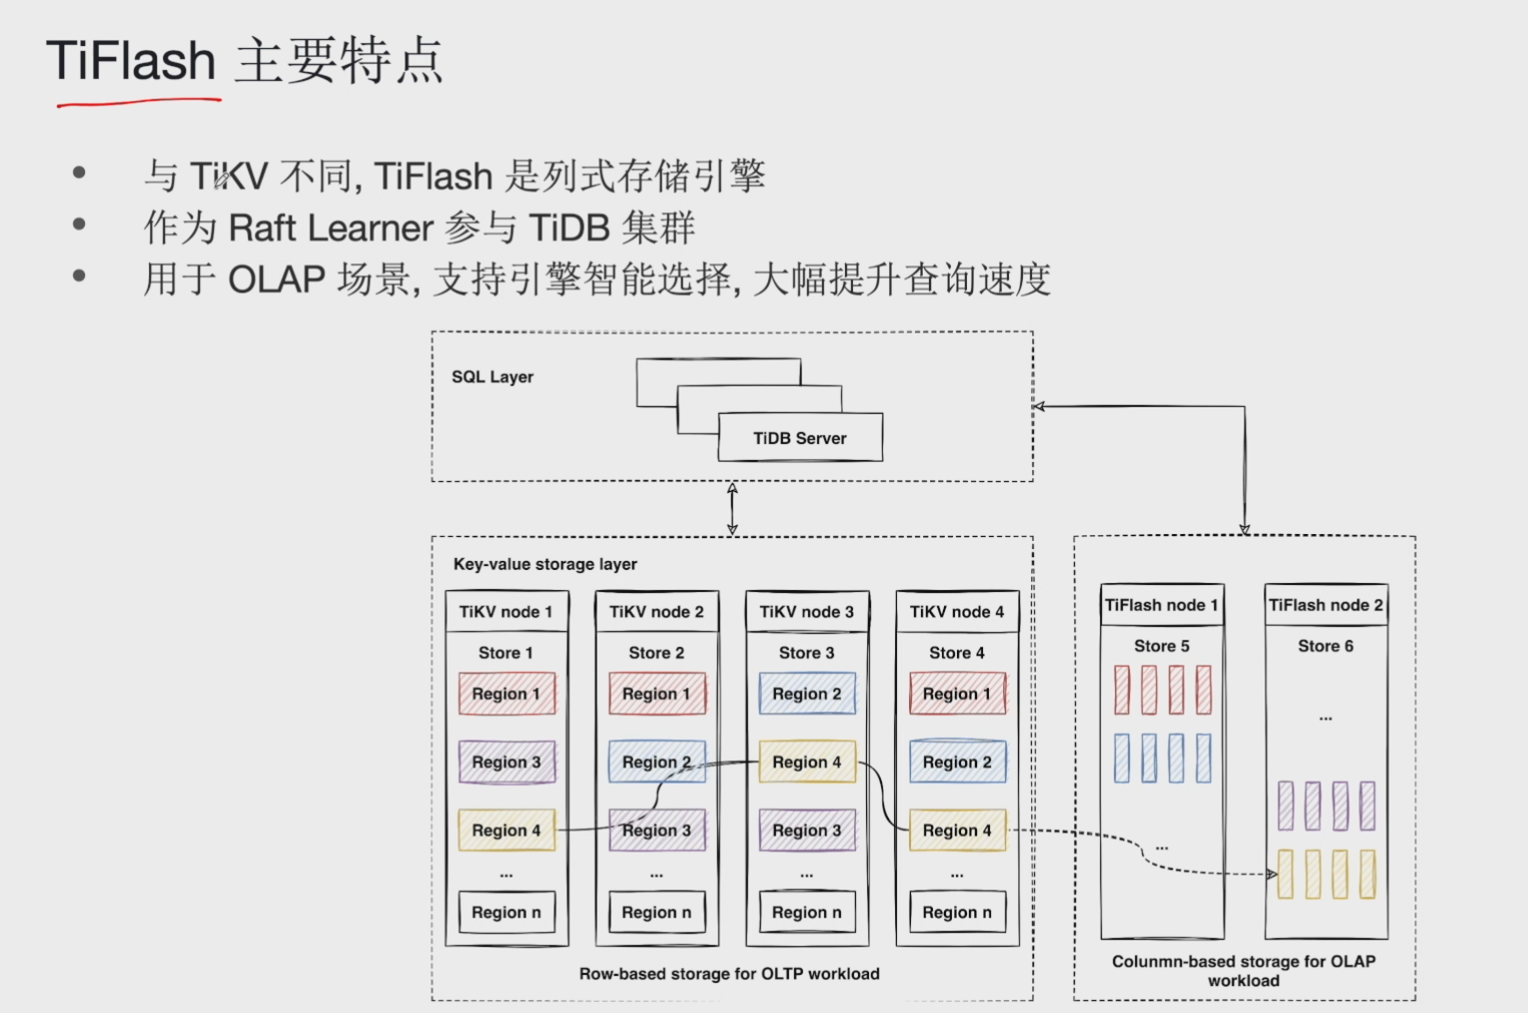 TiFlash 主要特点
• 与 TiKV 不同, TiFlash 是列式存储引擎
• 作为 Raft Learner 参与 TiDB 集群
• 用于 OLAP 场景, 支持引擎智能选择, 大幅提升查询速度
SQL Layer
TiDB Server
Key-value storage layer
TiKV node 1
Store 1
Region 1
Region 3
Region 4
...
Region n
TiKV node 2
Store 2
Region 1
Region 2
Region 3
...
Region n
TiKV node 3
Store 3
Region 2
Region 4
Region 3
...
Region n
TiKV node 4
Store 4
Region 1
Region 2
Region 4
...
Region n
Row-based storage for OLTP workload
TiFlash node 1
Store 5
...
TiFlash node 2
Store 6
...
Colunmn-based storage for OLAP
workload